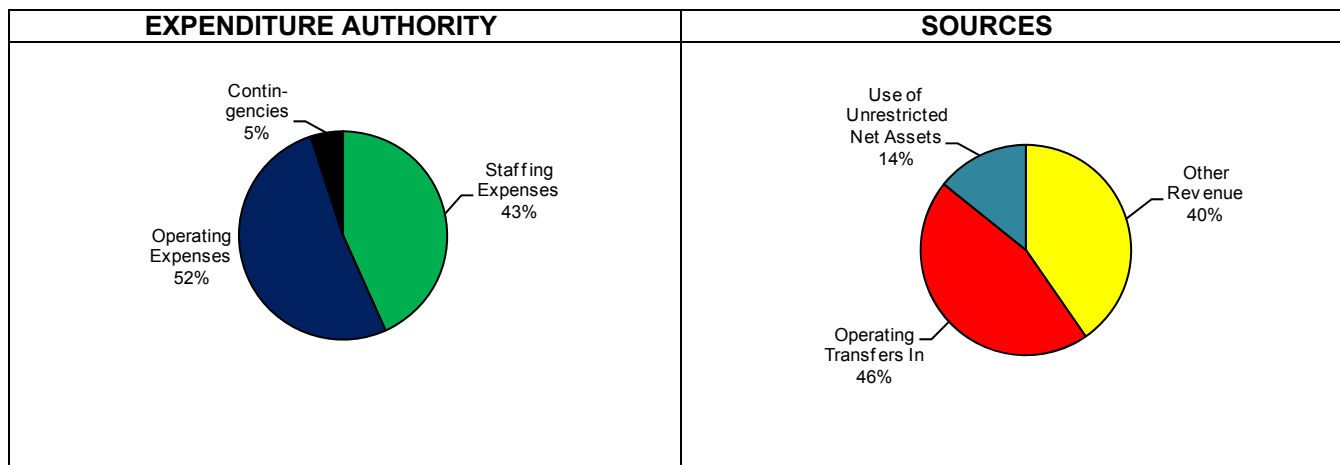 EXPENDITURE AUTHORITY
Contin-
gencies
5%
Staffing
Expenses
43%
Operating
Expenses
52%
SOURCES
Use of
Unrestricted
Net Assets
14%
Other
Revenue
40%
Operating
Transfers In
46%